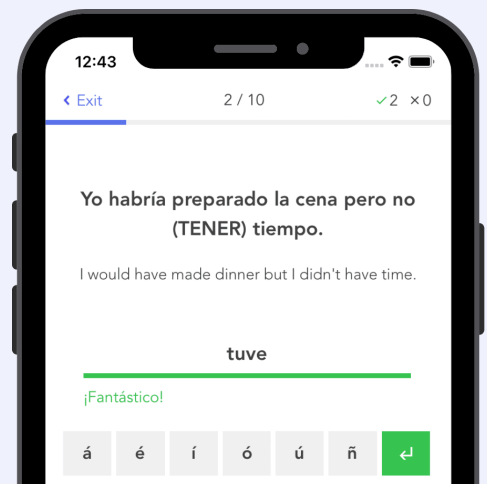 12:43
Exit
2 / 10
✓2 ×0
Yo habría preparado la cena pero no
(TENER) tiempo.
I would have made dinner but I didn't have time.
tuve
¡Fantástico!
á é í ó ú ñ